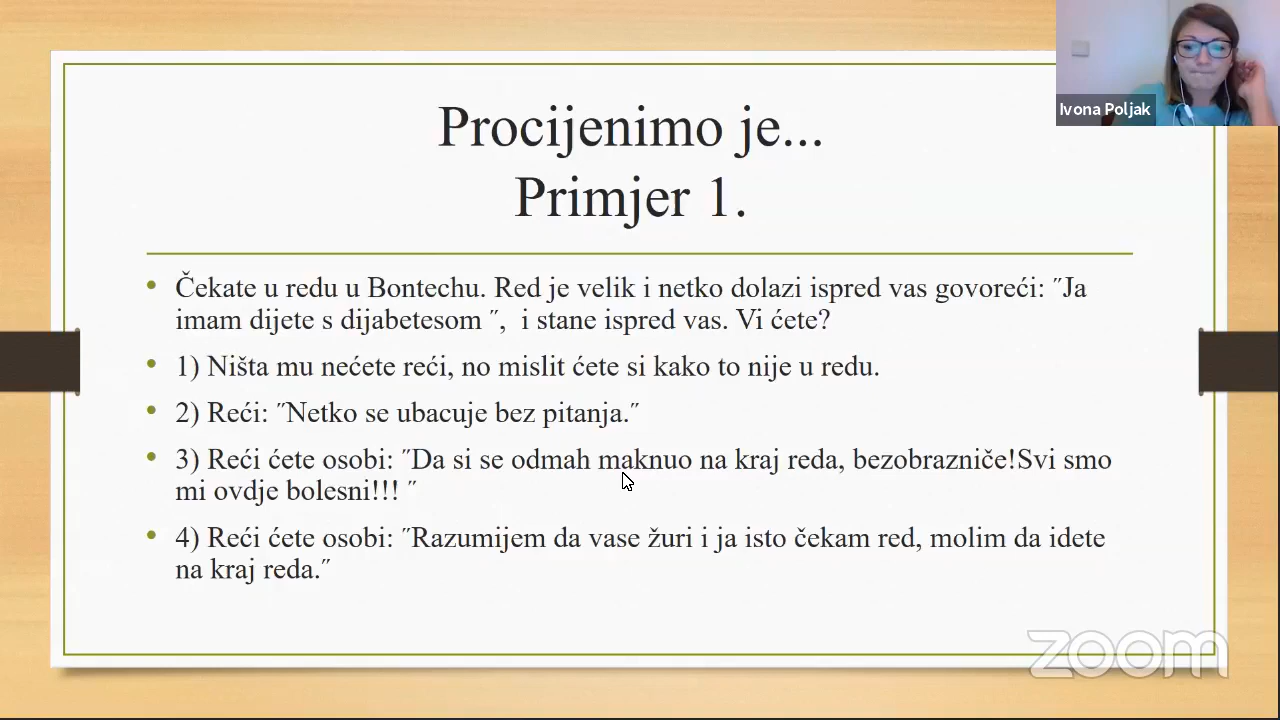 Procijenimo je...
Primjer 1.
Ivona Poljak
• Čekate u redu u Bontechu. Red je velik i netko dolazi ispred vas govoreći: ˝Ja
imam dijete s dijabetesom ˝,  i stane ispred vas. Vi ćete?
• 1) Ništa mu nećete reći, no mislit ćete si kako to nije u redu.
• 2) Reći: ˝Netko se ubacuje bez pitanja.˝
• 3) Reći ćete osobi: ˝Da si se odmah maknuo na kraj reda, bezobrazniče!Svi smo
mi ovdje bolesni!!! ˝
• 4) Reći ćete osobi: ˝Razumijem da vase žuri i ja isto čekam red, molim da idete
na kraj reda.˝
zoom